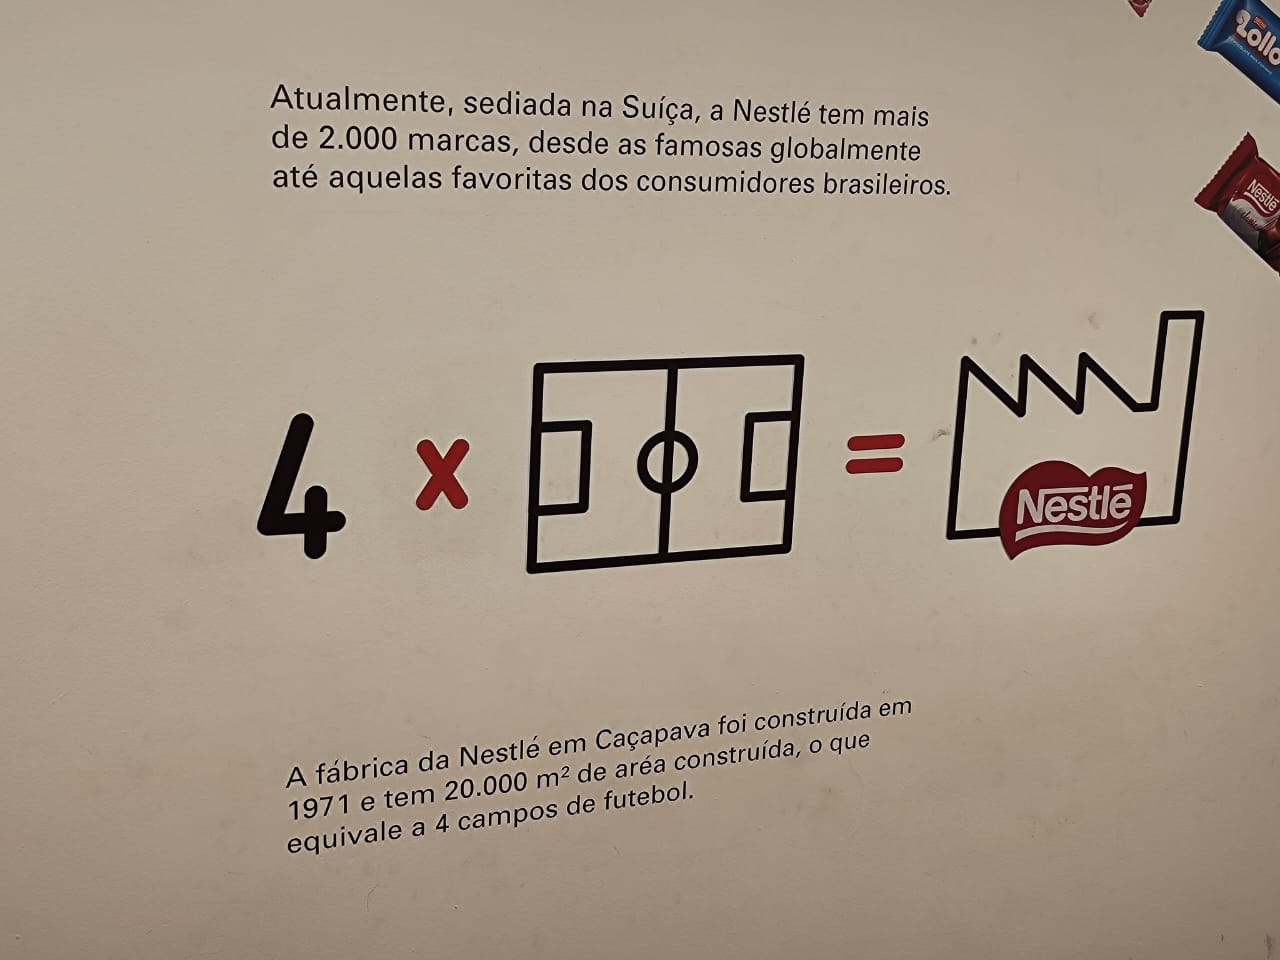 Atualmente, sediada na Suíça, a Nestlé tem mais
de 2.000 marcas, desde as famosas globalmente
até aquelas favoritas dos consumidores brasileiros.
4 x = Nestlé
A fábrica da Nestlé em Caçapava foi construída em
1971 e tem 20.000 m² de aréa construída, o que
equivale a 4 campos de futebol.
Lollo
Nestlé